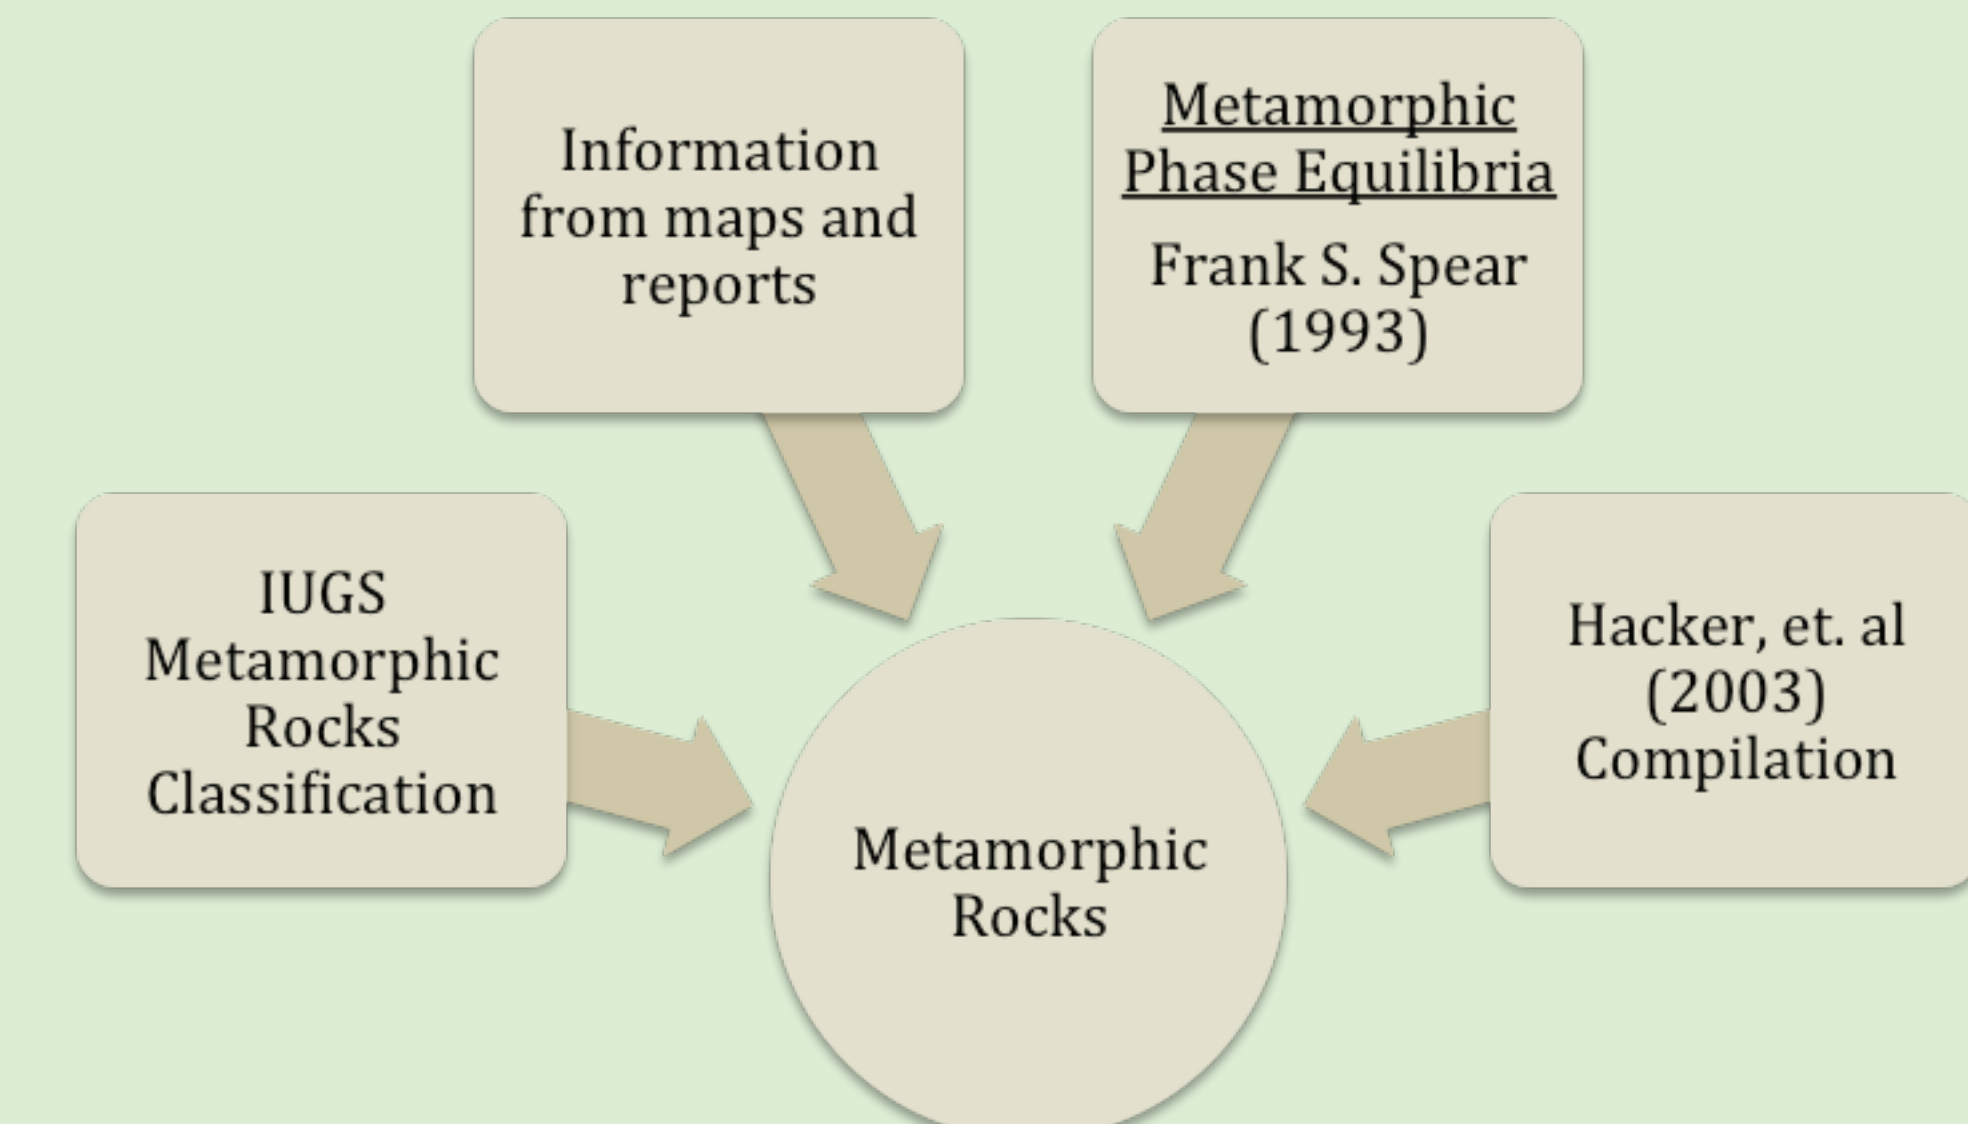 Information
from maps and
reports
Metamorphic
Phase Equilibria
Frank S. Spear
(1993)
IUGS
Metamorphic
Rocks
Classification
Hacker, et. al
(2003)
Compilation
Metamorphic
Rocks